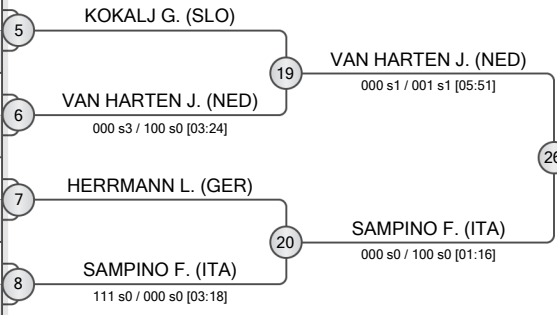 KOKALJ G. (SLO)
5
19
VAN HARTEN J. (NED)
000 s1 / 001 s1 [05:51]
VAN HARTEN J. (NED)
6
000 s3 / 100 s0 [03:24]
26
HERRMANN L. (GER)
7
20
SAMPINO F. (ITA)
000 s0 / 100 s0 [01:16]
SAMPINO F. (ITA)
8
111 s0 / 000 s0 [03:18]